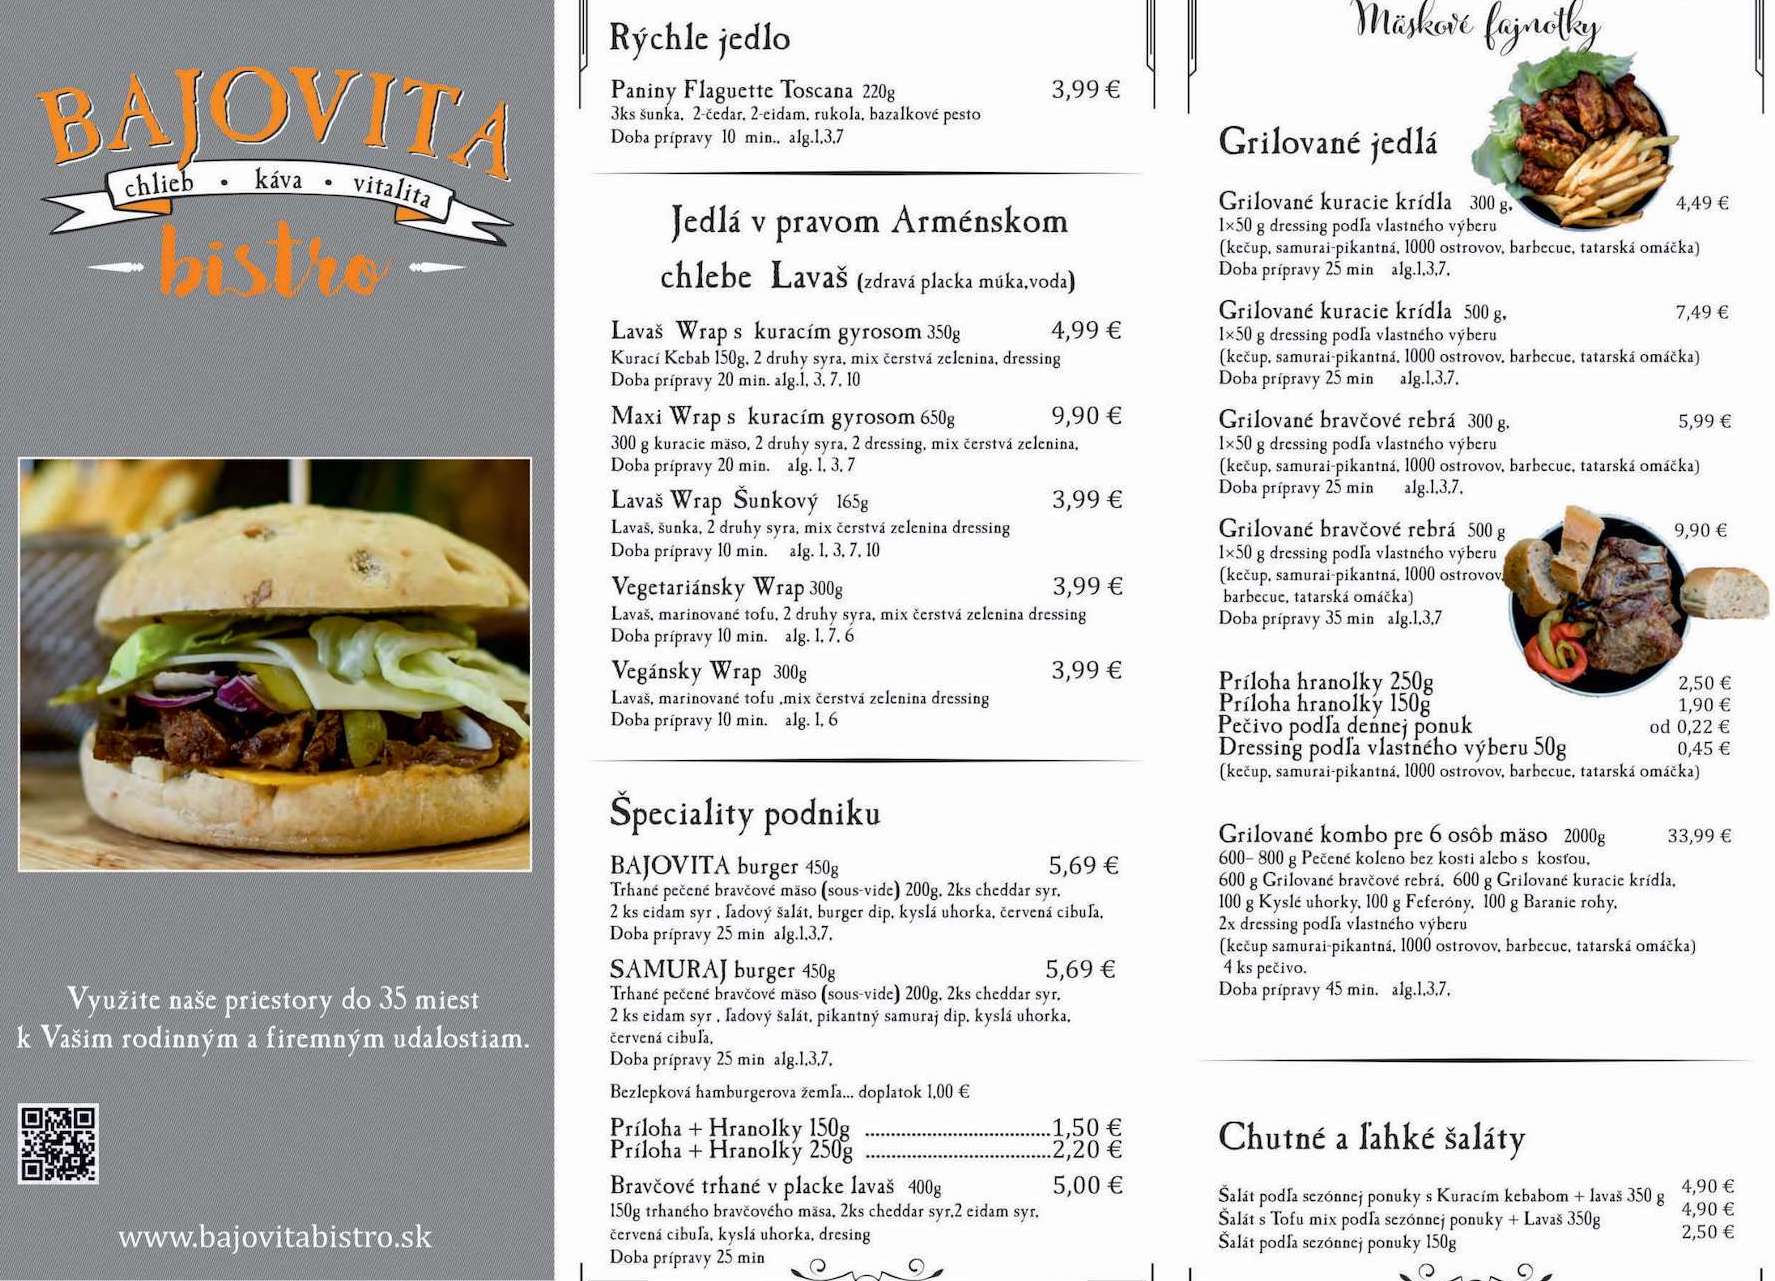 BAJOVITA
chlieb • káva • vitalita
bistro
Využite naše priestory do 35 miest
k Vašim rodinným a firemným udalostiam.
www.bajovitabistro.sk
Rýchle jedlo
Paniny Flaguette Toscana 220g 3,99 €
3ks šunka, 2-čedar, 2-eidam, rukola, bazalkové pesto
Doba prípravy 10 min., alg.1,3,7
Jedlá v pravom Arménskom
chlebe Lavaš (zdravá placka múka,voda)
Lavaš Wrap s kuracím gyrosom 350g 4,99 €
Kurací Kebab 150g, 2 druhy syra, mix čerstvá zelenina, dressing
Doba prípravy 20 min. alg.1, 3, 7, 10
Maxi Wrap s kuracím gyrosom 650g 9,90 €
300 g kuracie mäso, 2 druhy syra, 2 dressing, mix čerstvá zelenina,
Doba prípravy 20 min. alg. 1, 3, 7
Lavaš Wrap Šunkový 165g 3,99 €
Lavaš, šunka, 2 druhy syra, mix čerstvá zelenina dressing
Doba prípravy 10 min. alg. 1, 3, 7, 10
Vegetariánsky Wrap 300g 3,99 €
Lavaš, marinované tofu, 2 druhy syra, mix čerstvá zelenina dressing
Doba prípravy 10 min. alg. 1, 7, 6
Vegánsky Wrap 300g 3,99 €
Lavaš, marinované tofu ,mix čerstvá zelenina dressing
Doba prípravy 10 min. alg. 1, 6
Špeciality podniku
BAJOVITA burger 450g 5,69 €
Trhané pečené bravčové mäso (sous-vide) 200g, 2ks cheddar syr,
2 ks eidam syr , ľadový šalát, burger dip, kyslá uhorka, červená cibuľa,
Doba prípravy 25 min alg.1,3,7,
SAMURAJ burger 450g 5,69 €
Trhané pečené bravčové mäso (sous-vide) 200g, 2ks cheddar syr,
2 ks eidam syr , ľadový šalát, pikantný samuraj dip, kyslá uhorka,
červená cibuľa,
Doba prípravy 25 min alg.1,3,7,
Bezlepková hamburgerova žemľa... doplatok 1,00 €
Príloha + Hranolky 150g ....................................1,50 €
Príloha + Hranolky 250g ....................................2,20 €
Bravčové trhané v placke lavaš 400g 5,00 €
150g trhaného bravčového mäsa, 2ks cheddar syr,2 eidam syr,
červená cibuľa, kyslá uhorka, dresing
Doba prípravy 25 min
Mäskové fajnotky
Grilované jedlá
Grilované kuracie krídla 300 g, 4,49 €
1×50 g dressing podľa vlastného výberu
(kečup, samurai-pikantná, 1000 ostrovov, barbecue, tatarská omáčka)
Doba prípravy 25 min alg.1,3,7,
Grilované kuracie krídla 500 g, 7,49 €
1×50 g dressing podľa vlastného výberu
(kečup, samurai-pikantná, 1000 ostrovov, barbecue, tatarská omáčka)
Doba prípravy 25 min alg.1,3,7,
Grilované bravčové rebrá 300 g, 5,99 €
1×50 g dressing podľa vlastného výberu
(kečup, samurai-pikantná, 1000 ostrovov, barbecue, tatarská omáčka)
Doba prípravy 25 min alg.1,3,7,
Grilované bravčové rebrá 500 g 9,90 €
1×50 g dressing podľa vlastného výberu
(kečup, samurai-pikantná, 1000 ostrovov,
barbecue, tatarská omáčka)
Doba prípravy 35 min alg.1,3,7
Príloha hranolky 250g 2,50 €
Príloha hranolky 150g 1,90 €
Pečivo podľa dennej ponuk od 0,22 €
Dressing podľa vlastného výberu 50g 0,45 €
(kečup, samurai-pikantná, 1000 ostrovov, barbecue, tatarská omáčka)
Grilované kombo pre 6 osôb mäso 2000g 33,99 €
600– 800 g Pečené koleno bez kosti alebo s kosťou,
600 g Grilované bravčové rebrá, 600 g Grilované kuracie krídla,
100 g Kyslé uhorky, 100 g Feferóny, 100 g Baranie rohy,
2x dressing podľa vlastného výberu
(kečup samurai-pikantná, 1000 ostrovov, barbecue, tatarská omáčka)
4 ks pečivo.
Doba prípravy 45 min. alg.1,3,7,
Chutné a ľahké šaláty
Šalát podľa sezónnej ponuky s Kuracím kebabom + lavaš 350 g 4,90 €
Šalát s Tofu mix podľa sezónnej ponuky + Lavaš 350g 4,90 €
Šalát podľa sezónnej ponuky 150g 2,50 €